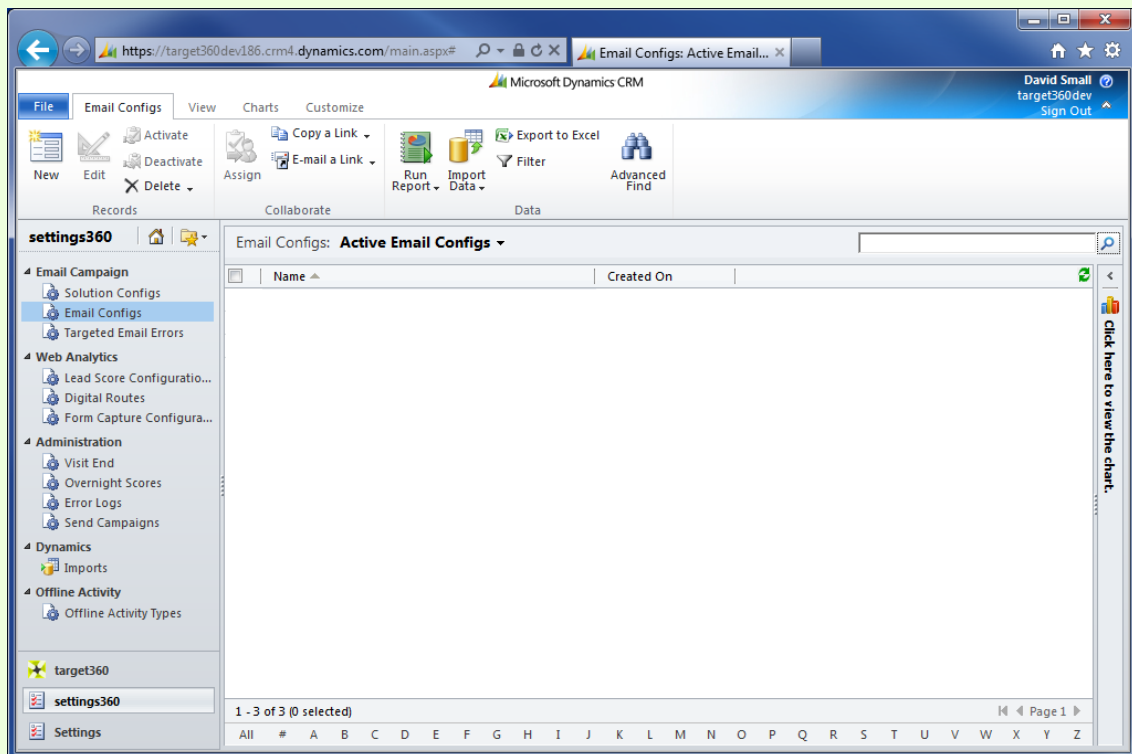 https://target360dev186.crm4.dynamics.com/main.aspx#
Email Configs: Active Email...
Microsoft Dynamics CRM
David Small
target360dev
Sign Out
File Email Configs View Charts Customize
New
Edit
Activate
Deactivate
Delete
Records
Assign
Copy a Link
E-mail a Link
Collaborate
Run Report
Import Data
Export to Excel
Filter
Advanced Find
Data
settings360
Email Campaign
Solution Configs
Email Configs
Targeted Email Errors
Web Analytics
Lead Score Configuratio...
Digital Routes
Form Capture Configura...
Administration
Visit End
Overnight Scores
Error Logs
Send Campaigns
Dynamics
Imports
Offline Activity
Offline Activity Types
target360
settings360
Settings
Email Configs: Active Email Configs
Name Created On
Click here to view the chart.
1 - 3 of 3 (0 selected) Page 1
All # A B C D E F G H I J K L M N O P Q R S T U V W X Y Z